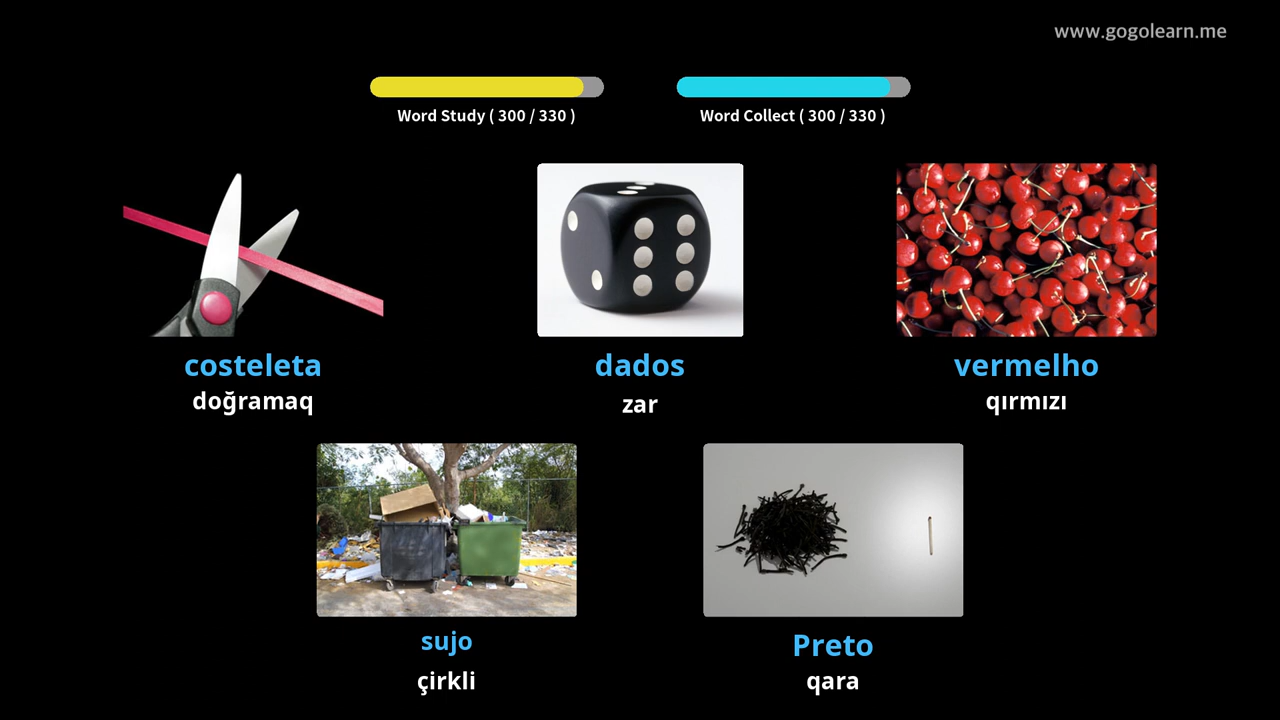 www.gogolearn.me
Word Study ( 300 / 330 )
Word Collect ( 300 / 330 )
costeleta
doğramaq
dados
zar
vermelho
qırmızı
sujo
çirkli
Preto
qara